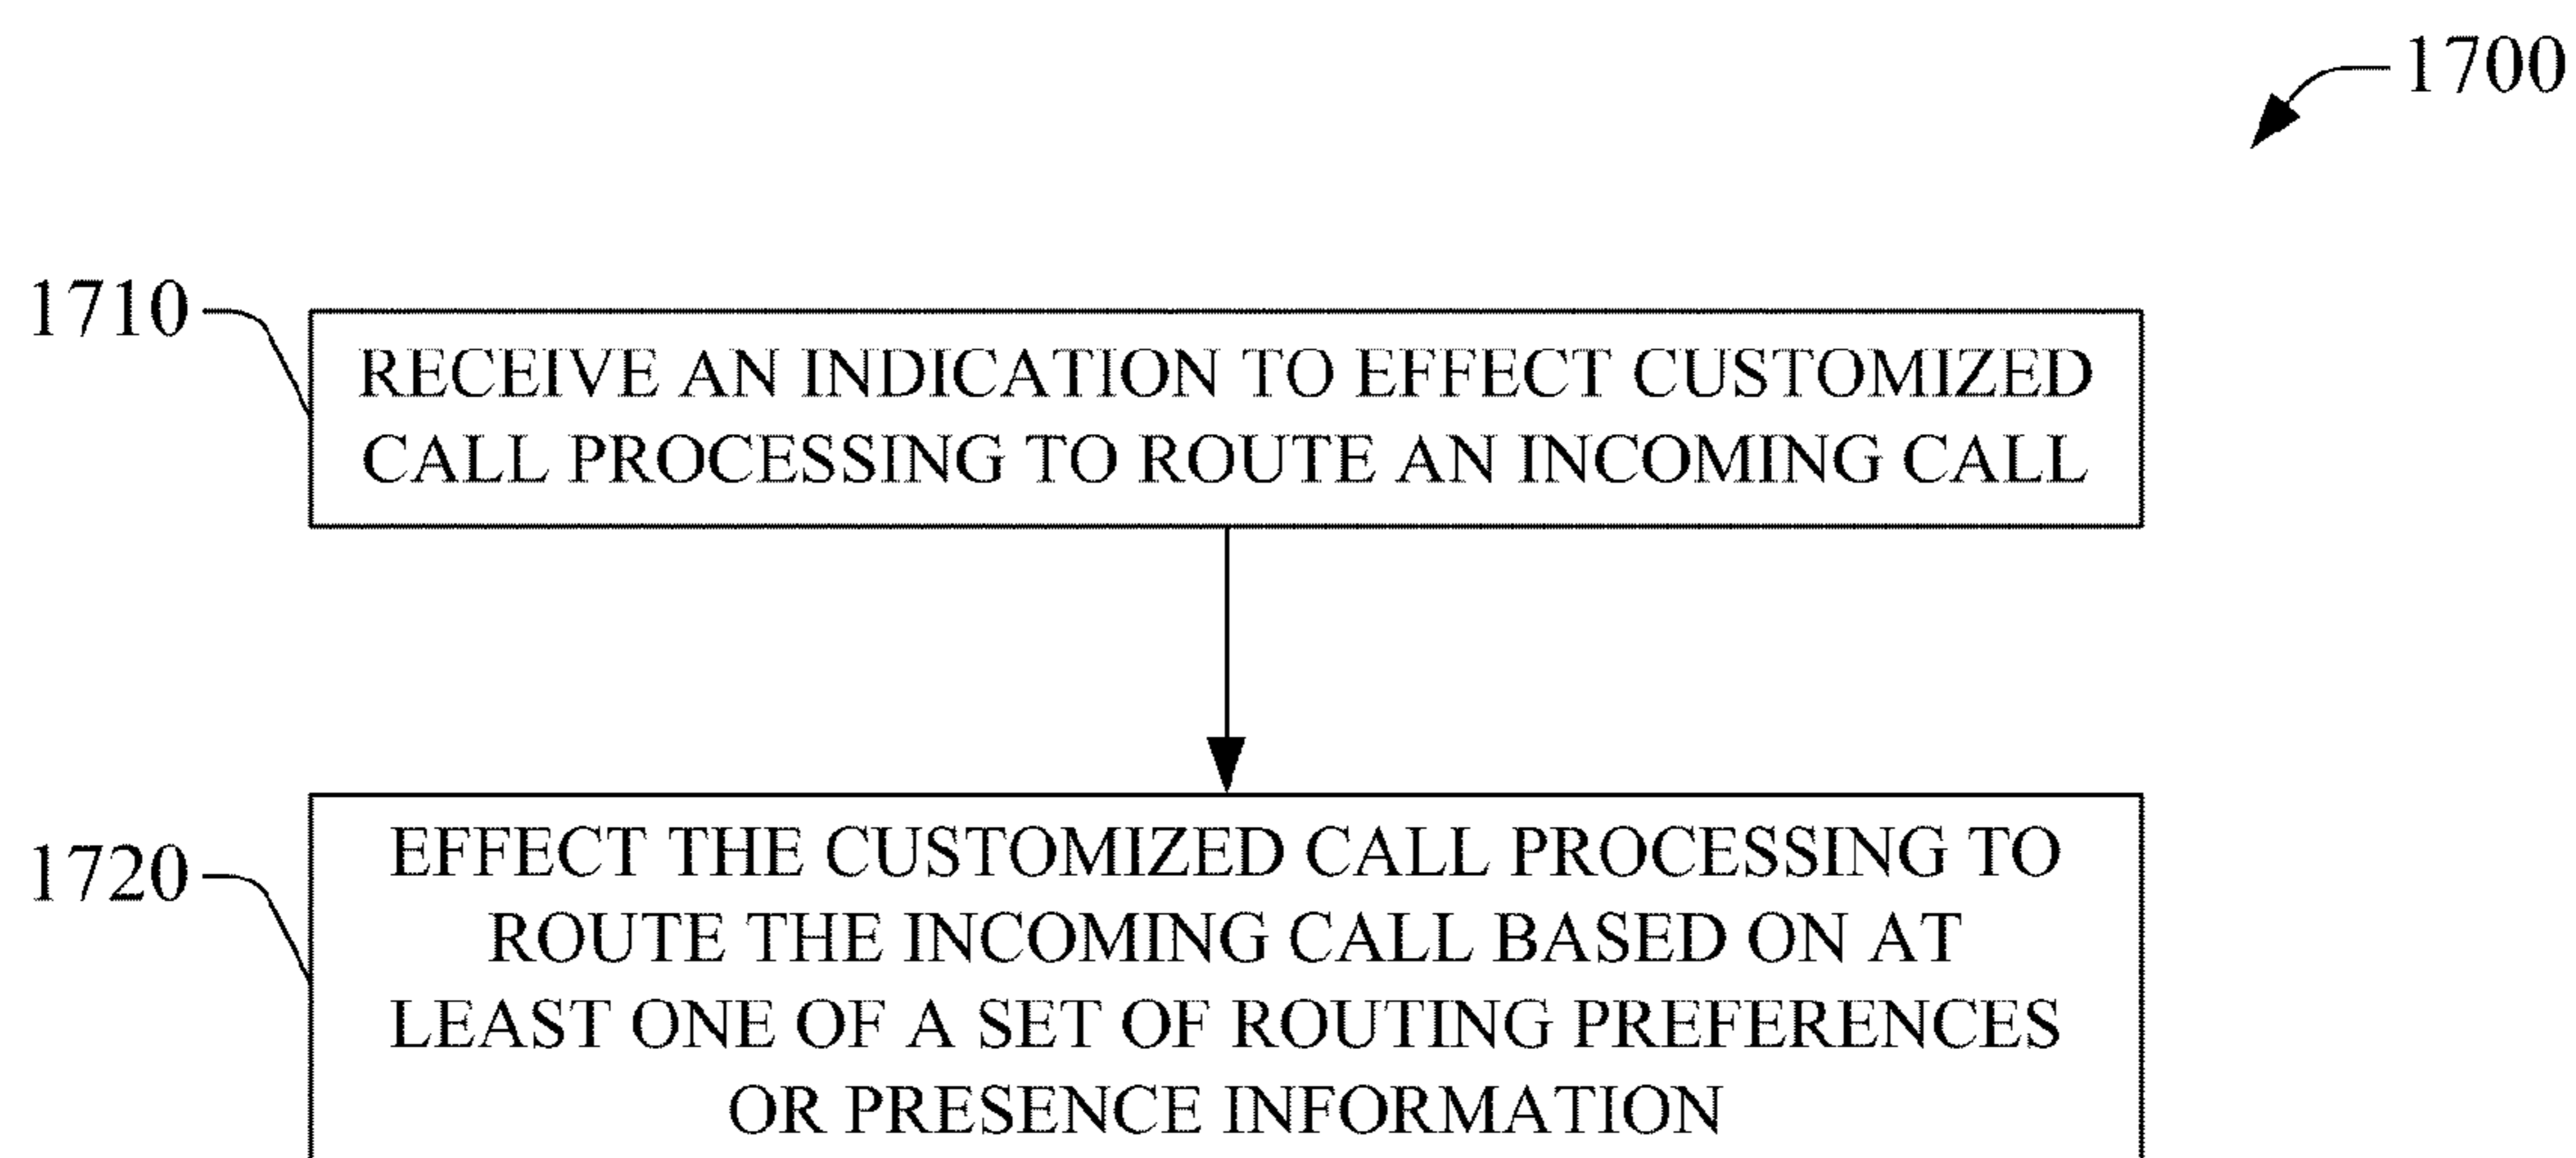 1700
1710
RECEIVE AN INDICATION TO EFFECT CUSTOMIZED
CALL PROCESSING TO ROUTE AN INCOMING CALL
1720
EFFECT THE CUSTOMIZED CALL PROCESSING TO
ROUTE THE INCOMING CALL BASED ON AT
LEAST ONE OF A SET OF ROUTING PREFERENCES
OR PRESENCE INFORMATION